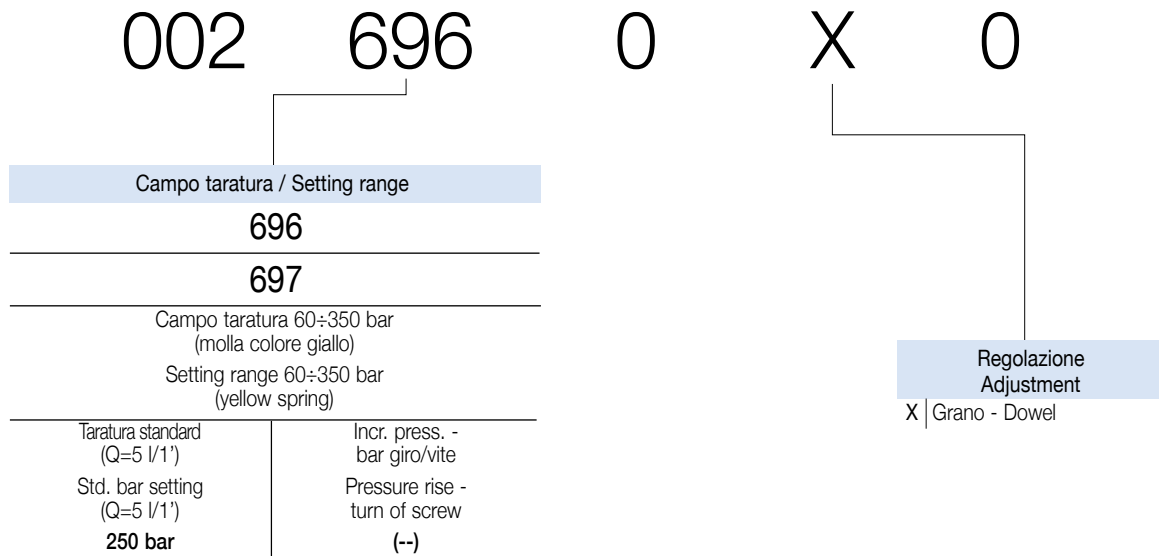 002 696 0 X 0
Campo taratura / Setting range
696
697
Campo taratura 60÷350 bar
(molla colore giallo)
Setting range 60÷350 bar
(yellow spring)
Taratura standard
(Q=5 l/1')
Std. bar setting
(Q=5 l/1')
250 bar
Incr. press. -
bar giro/vite
Pressure rise -
turn of screw
(--)
Regolazione
Adjustment
X Grano - Dowel